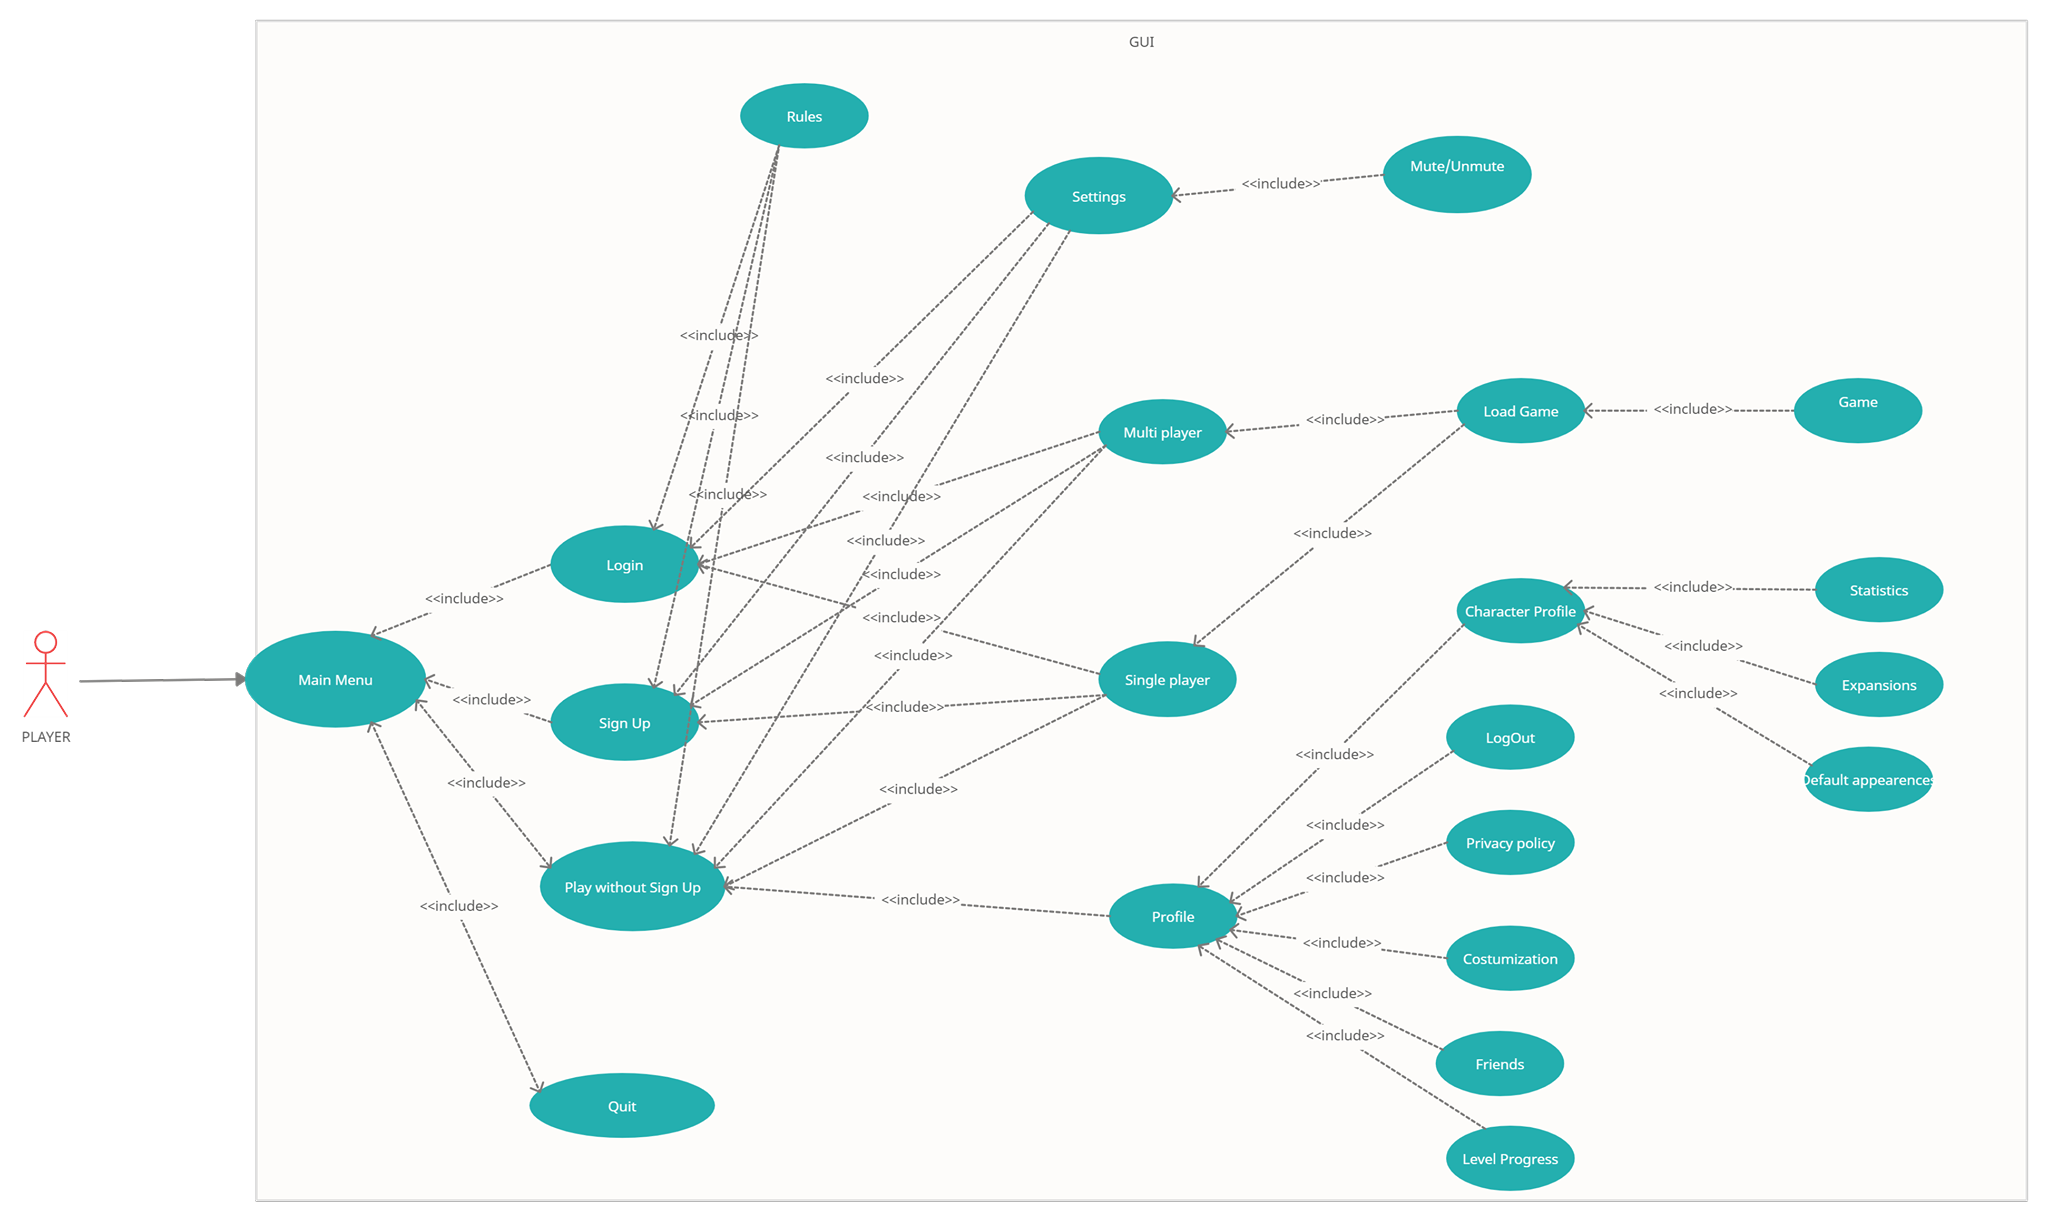 GUI
Rules
Mute/Unmute
<<include>>
Settings
<<include>>
<<include>>
Game
Load Game
<<include>>
<<include>>
<<include>>
Multi player
<<include>>
<<include>>
<<include>>
<<include>>
<<include>>
<<include>>
Login
<<include>>
<<include>>
Statistics
<<include>>
Character Profile
<<include>>
<<include>>
<<include>>
Main Menu
Single player
Expansions
<<include>>
<<include>>
<<include>>
Sign Up
PLAYER
LogOut
<<include>>
Default appearences
<<include>>
<<include>>
<<include>>
Privacy policy
<<include>>
Play without Sign Up
<<include>>
<<include>>
Profile
<<include>>
Costumization
<<include>>
<<include>>
Friends
Quit
Level Progress